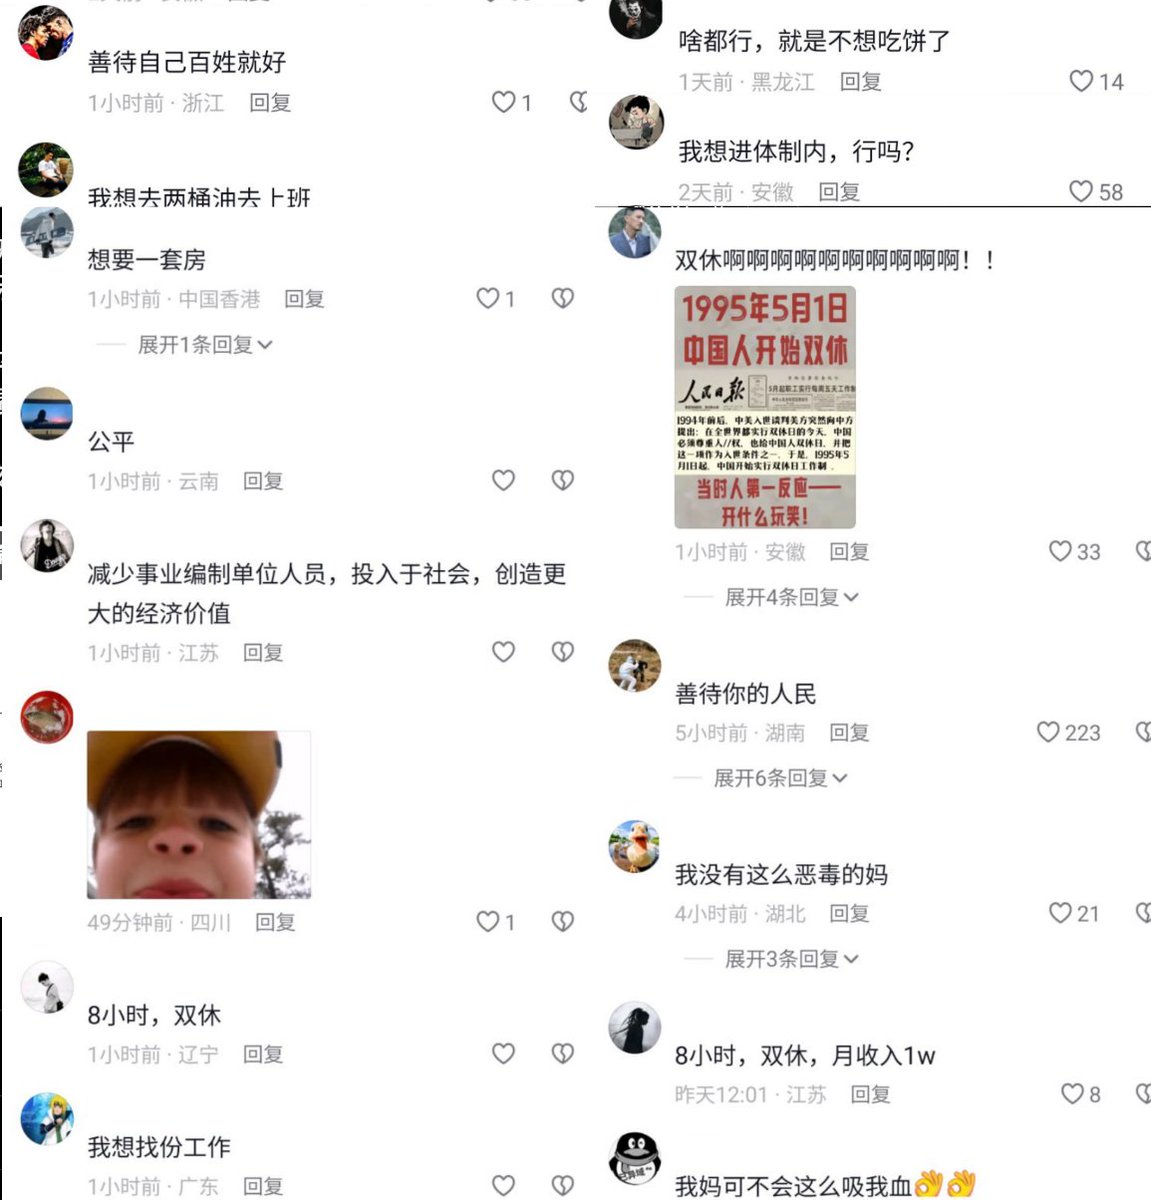 善待自己百姓就好
1小时前 · 浙江 回复
1
我想去两桶油去上班
想要一套房
1小时前 · 中国香港 回复
1
展开1条回复
公平
1小时前 · 云南 回复
减少事业编制单位人员，投入于社会，创造更
大的经济价值
1小时前 · 江苏 回复
49分钟前 · 四川 回复
1
8小时，双休
1小时前 · 辽宁 回复
我想找份工作
1小时前 · 广东 回复
啥都行，就是不想吃饼了
1天前 · 黑龙江 回复
14
我想进体制内，行吗？
2天前 · 安徽 回复
58
双休啊啊啊啊啊啊啊啊啊啊！！
1995年5月1日
中国人开始双休
人民日报
5月起职工实行每周五天工作制
1994年前后，中美入世谈判美方突然向中方
提出：在全世界都实行双休日的今天，中国
必须尊重人//权，也给中国人双休日，并把
这一项作为入世条件之一，于是，1995年5
月1日起，中国开始实行双休日工作制．
当时人第一反应——
开什么玩笑！
1小时前 · 安徽 回复
33
展开4条回复
善待你的人民
5小时前 · 湖南 回复
223
展开6条回复
我没有这么恶毒的妈
4小时前 · 湖北 回复
21
展开3条回复
8小时，双休，月收入1w
昨天12:01 · 江苏 回复
8
我妈可不会这么吸我血👌👌